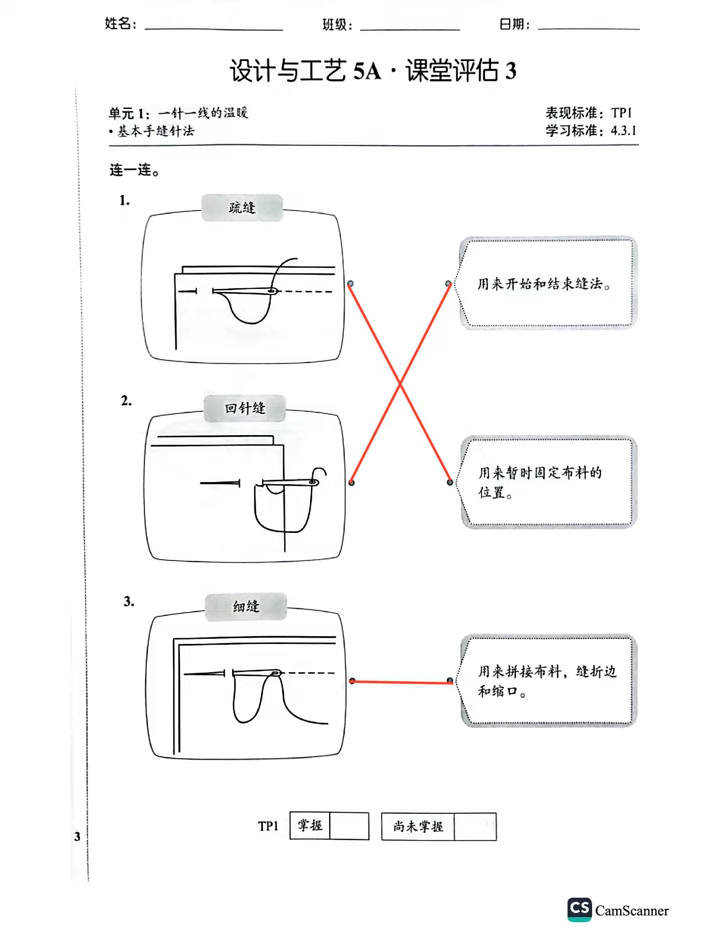 姓名：
班级：
日期：
设计与工艺 5A · 课堂评估 3
单元 1：一针一线的温暖
• 基本手缝针法
表现标准：TP1
学习标准：4.3.1
连一连。
1.
疏缝
用来开始和结束缝法。
2.
回针缝
用来暂时固定布料的
位置。
3.
细缝
用来拼接布料，缝折边
和缩口。
TP1 掌握 尚未掌握
3
CS CamScanner